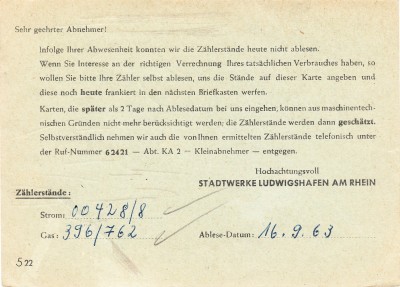 Sehr geehrter Abnehmer!
Infolge Ihrer Abwesenheit konnten wir die Zählerstände heute nicht ablesen.
Wenn Sie Interesse an der richtigen Verrechnung Ihres tatsächlichen Verbrauches haben, so
wollen Sie bitte Ihre Zähler selbst ablesen, uns die Stände auf dieser Karte angeben und
diese noch heute frankiert in den nächsten Briefkasten werfen.
Karten, die später als 2 Tage nach Ablesedatum bei uns eingehen, können aus maschinentech-
nischen Gründen nicht mehr berücksichtigt werden; die Zählerstände werden dann geschätzt.
Selbstverständlich nehmen wir auch die von Ihnen ermittelten Zählerstände telefonisch unter
der Ruf-Nummer 62421 — Abt. KA 2 — Kleinabnehmer — entgegen.
Hochachtungsvoll
STADTWERKE LUDWIGSHAFEN AM RHEIN
Zählerstände:
Strom: 00428/8
Gas: 396/762
Ablese-Datum: 16.9.63
S 22